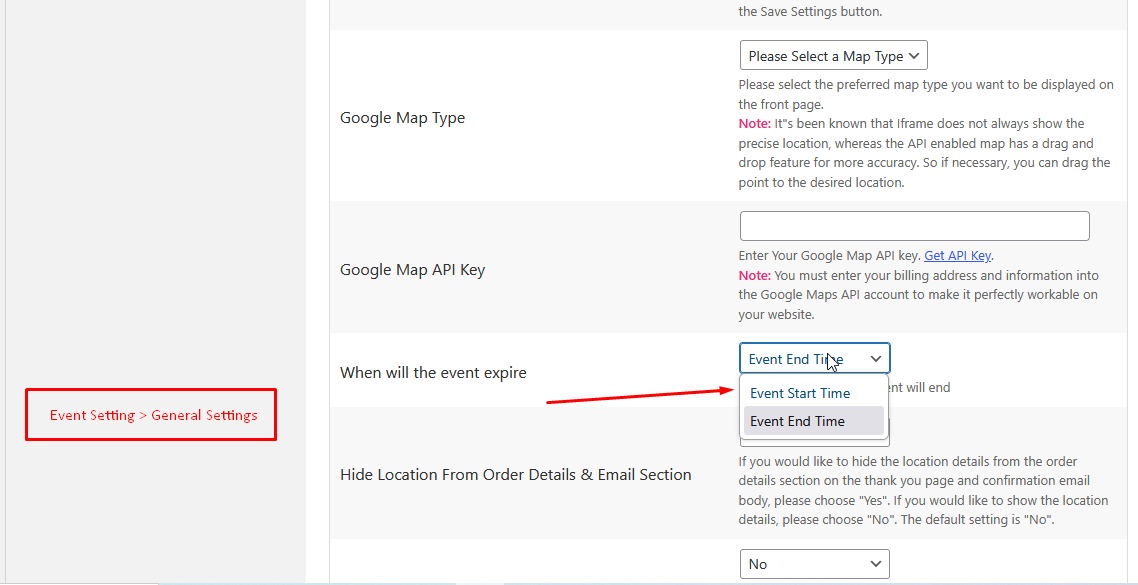 the Save Settings button.
Google Map Type
Please Select a Map Type
Please select the preferred map type you want to be displayed on
the front page.
Note: It"s been known that Iframe does not always show the
precise location, whereas the API enabled map has a drag and
drop feature for more accuracy. So if necessary, you can drag the
point to the desired location.
Google Map API Key
Enter Your Google Map API key. Get API Key.
Note: You must enter your billing address and information into
the Google Maps API account to make it perfectly workable on
your website.
When will the event expire
Event End Time
will end
Event Start Time
Event End Time
Event Setting > General Settings
Hide Location From Order Details & Email Section
If you would like to hide the location details from the order
details section on the thank you page and confirmation email
body, please choose "Yes". If you would like to show the location
details, please choose "No". The default setting is "No".
No